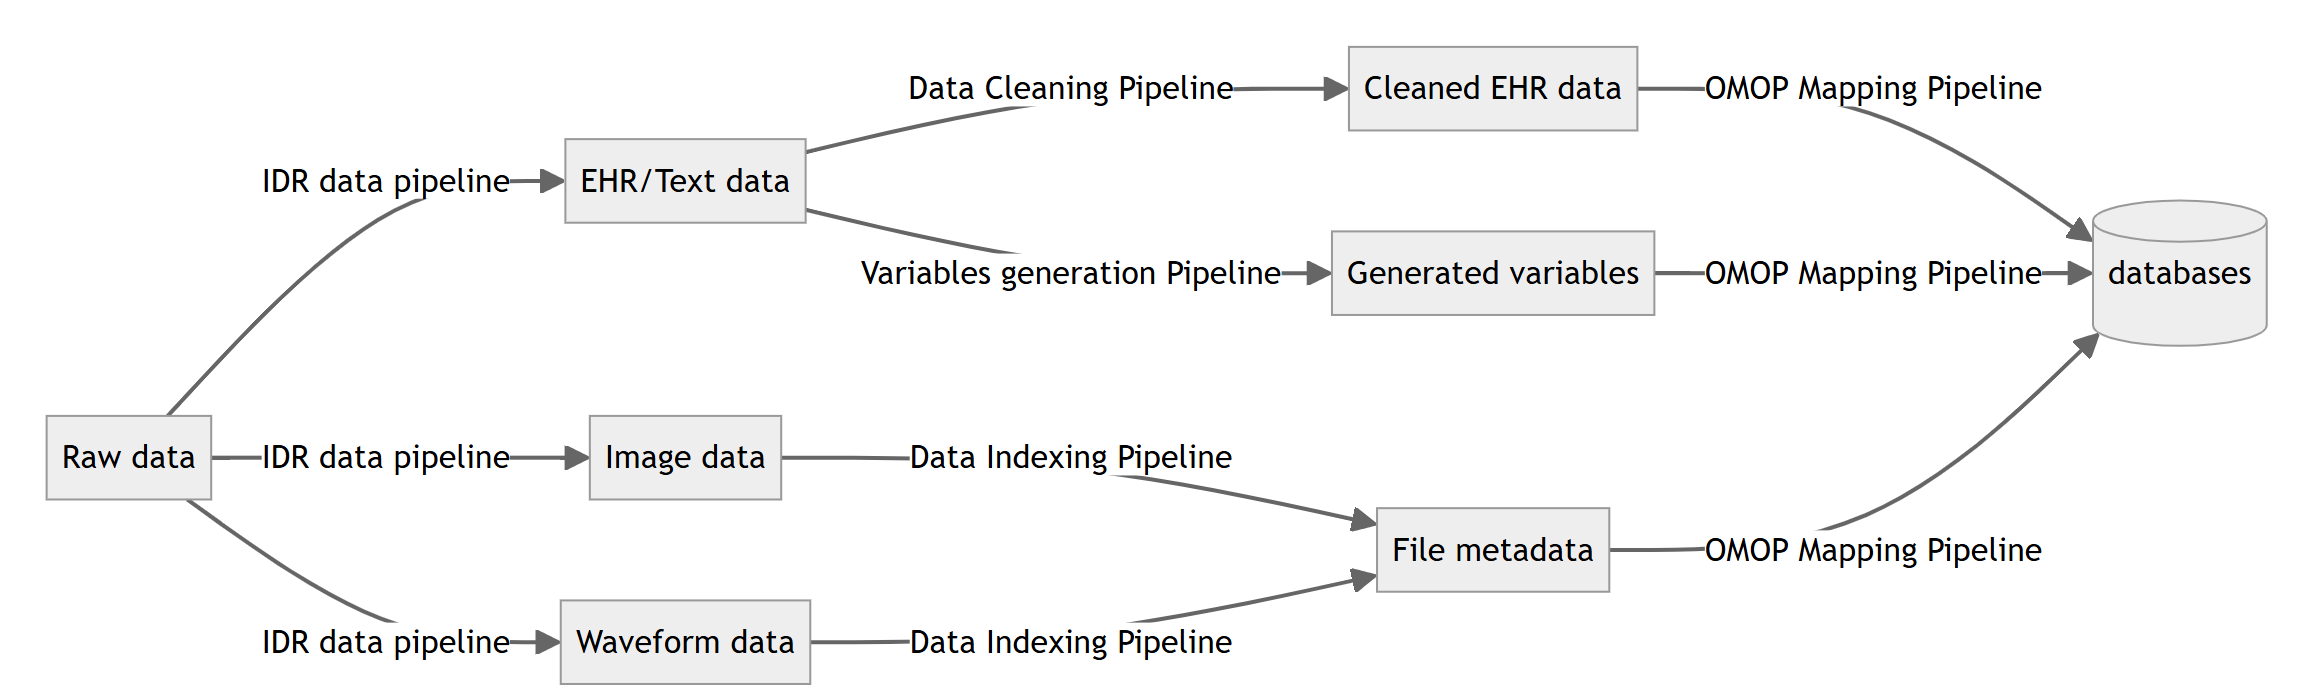 Data Cleaning Pipeline
Cleaned EHR data
OMOP Mapping Pipeline
IDR data pipeline
EHR/Text data
Variables generation Pipeline
Generated variables
OMOP Mapping Pipeline
databases
Raw data
IDR data pipeline
Image data
Data Indexing Pipeline
File metadata
OMOP Mapping Pipeline
IDR data pipeline
Waveform data
Data Indexing Pipeline